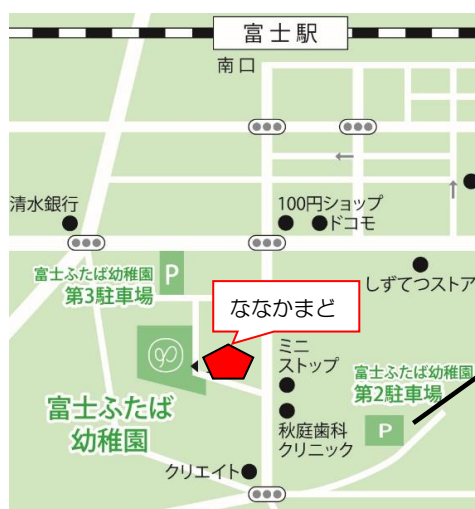 富士駅
南口
清水銀行
100円ショップ
ドコモ
しずてつストア
富士ふたば幼稚園
第3駐車場
P
ななかまど
ミニ
ストップ
富士ふたば幼稚園
第2駐車場
P
富士ふたば
幼稚園
秋庭歯科
クリニック
クリエイト